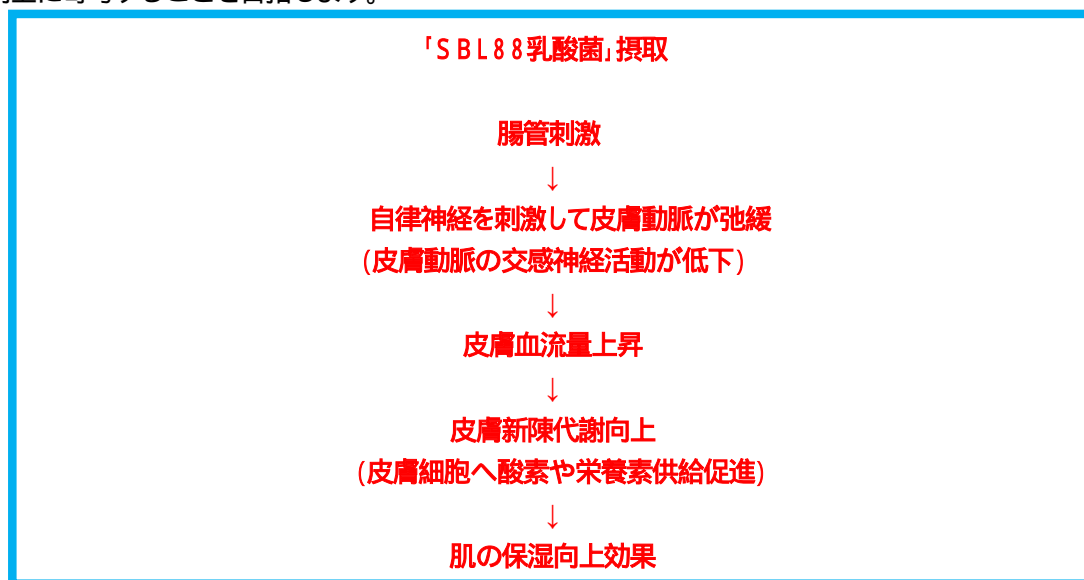 「SBL88乳酸菌」摂取
腸管刺激
↓
自律神経を刺激して皮膚動脈が弛緩
(皮膚動脈の交感神経活動が低下)
↓
皮膚血流量上昇
↓
皮膚新陳代謝向上
(皮膚細胞へ酸素や栄養素供給促進)
↓
肌の保湿向上効果